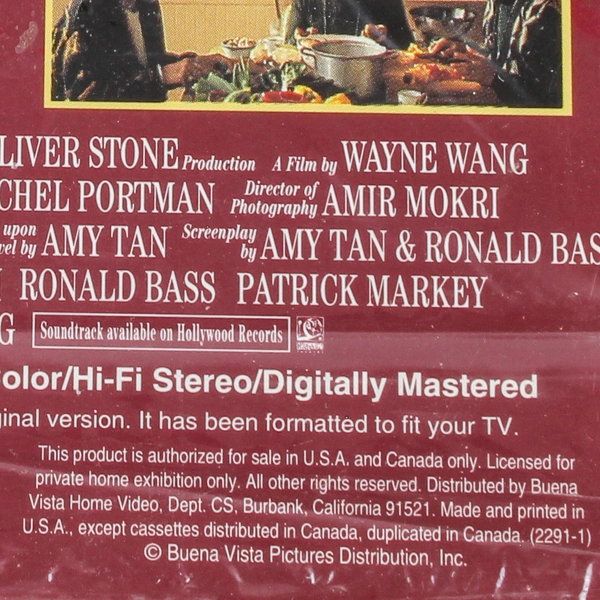 LIVER STONE Production A Film by WAYNE WANG
CHEL PORTMAN Director of Photography AMIR MOKRI
upon vel by AMY TAN Screenplay by AMY TAN & RONALD BAS
RONALD BASS PATRICK MARKEY
G Soundtrack available on Hollywood Records
olor/Hi-Fi Stereo/Digitally Mastered
ginal version. It has been formatted to fit your TV.
This product is authorized for sale in U.S.A. and Canada only. Licensed for
private home exhibition only. All other rights reserved. Distributed by Buena
Vista Home Video, Dept. CS, Burbank, California 91521. Made and printed in
U.S.A., except cassettes distributed in Canada, duplicated in Canada. (2291-1)
© Buena Vista Pictures Distribution, Inc.